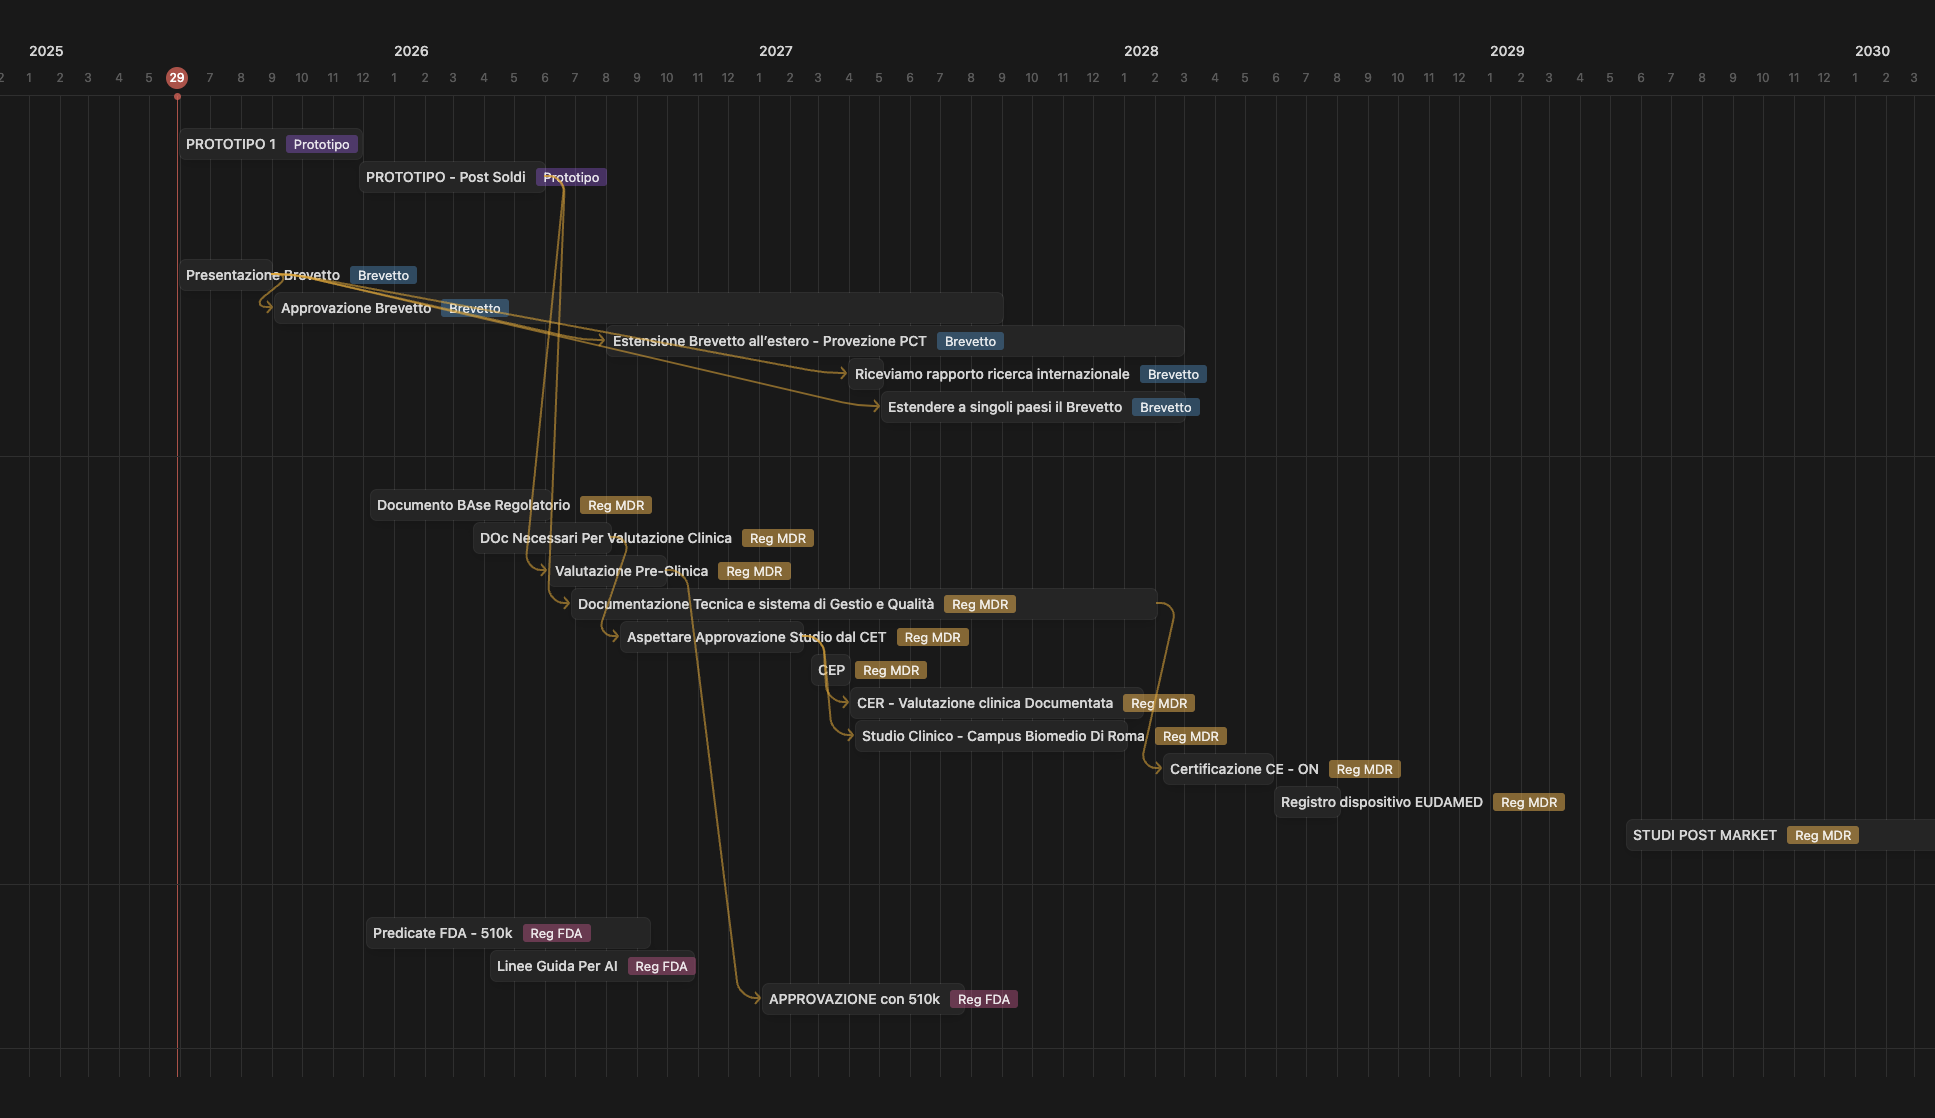 2025 2026 2027 2028 2029 2030
2 1 2 3 4 5 29 7 8 9 10 11 12 1 2 3 4 5 6 7 8 9 10 11 12 1 2 3 4 5 6 7 8 9 10 11 12 1 2 3 4 5 6 7 8 9 10 11 12 1 2 3 4 5 6 7 8 9 10 11 12 1 2 3
PROTOTIPO 1 Prototipo
PROTOTIPO - Post Soldi Prototipo
Presentazione Brevetto Brevetto
Approvazione Brevetto Brevetto
Estensione Brevetto all'estero - Provezione PCT Brevetto
Riceviamo rapporto ricerca internazionale Brevetto
Estendere a singoli paesi il Brevetto Brevetto
Documento BAse Regolatorio Reg MDR
DOc Necessari Per Valutazione Clinica Reg MDR
Valutazione Pre-Clinica Reg MDR
Documentazione Tecnica e sistema di Gestio e Qualità Reg MDR
Aspettare Approvazione Studio dal CET Reg MDR
CEP Reg MDR
CER - Valutazione clinica Documentata Reg MDR
Studio Clinico - Campus Biomedio Di Roma Reg MDR
Certificazione CE - ON Reg MDR
Registro dispositivo EUDAMED Reg MDR
STUDI POST MARKET Reg MDR
Predicate FDA - 510k Reg FDA
Linee Guida Per AI Reg FDA
APPROVAZIONE con 510k Reg FDA